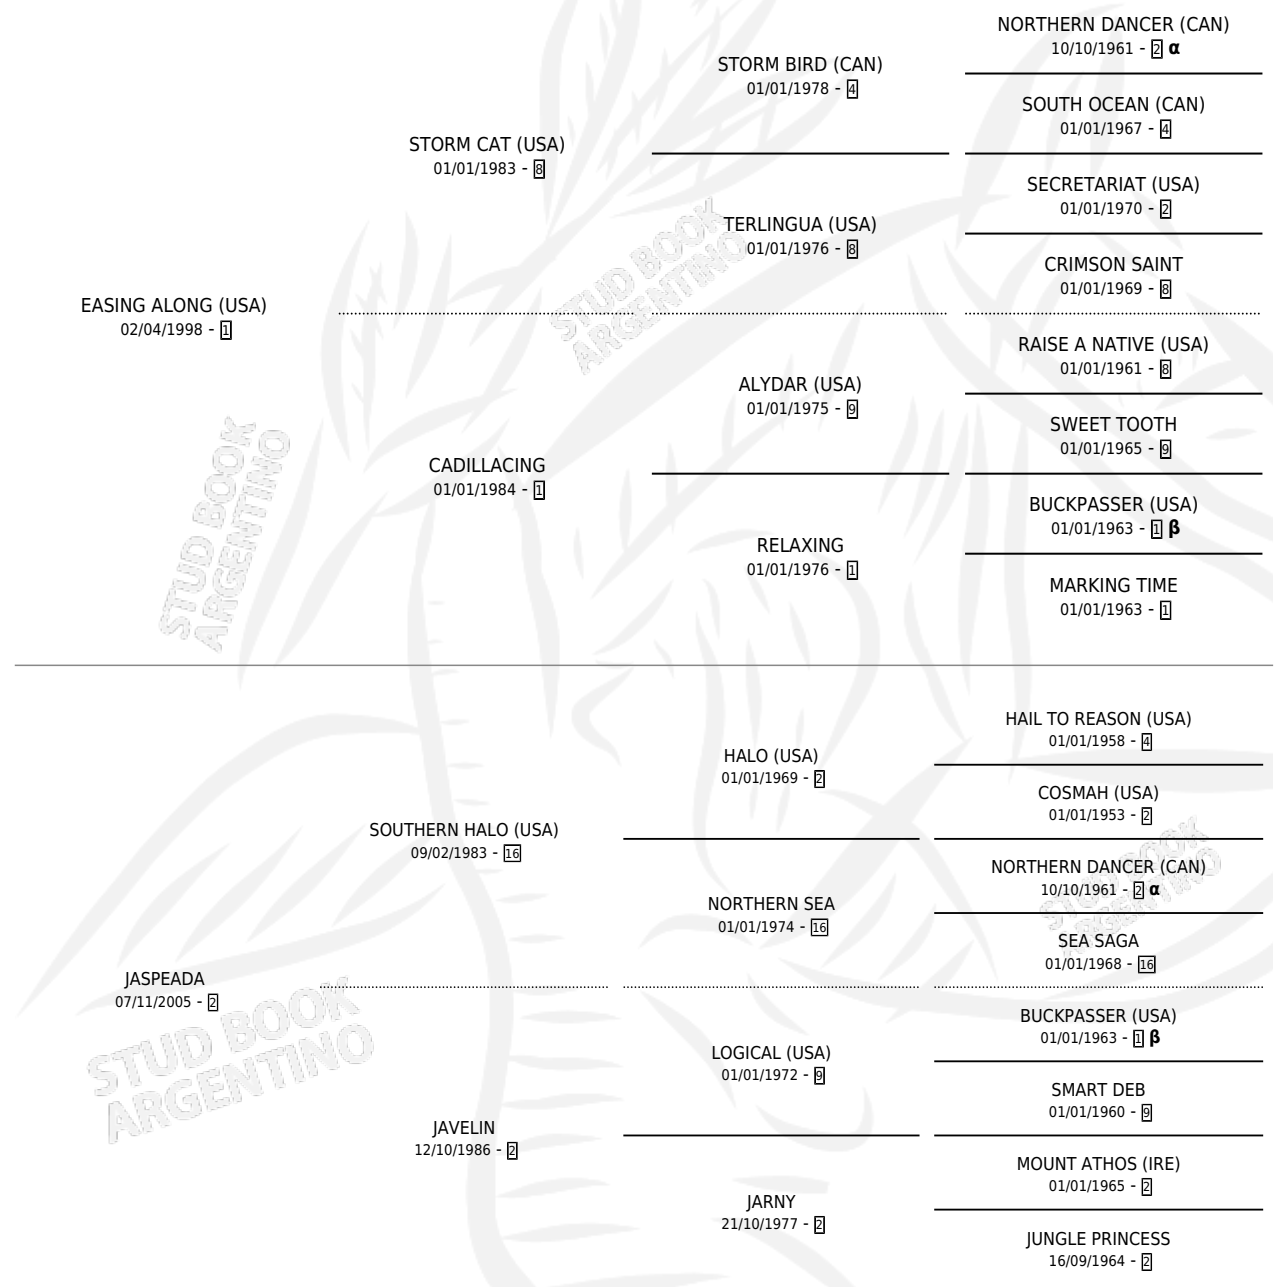 NORTHERN DANCER (CAN)
10/10/1961 - 2 α
STORM BIRD (CAN)
01/01/1978 - 4
SOUTH OCEAN (CAN)
01/01/1967 - 4
STORM CAT (USA)
01/01/1983 - 8
SECRETARIAT (USA)
01/01/1970 - 2
TERLINGUA (USA)
01/01/1976 - 8
CRIMSON SAINT
01/01/1969 - 8
EASING ALONG (USA)
02/04/1998 - 1
RAISE A NATIVE (USA)
01/01/1961 - 8
ALYDAR (USA)
01/01/1975 - 9
SWEET TOOTH
01/01/1965 - 9
CADILLACING
01/01/1984 - 1
BUCKPASSER (USA)
01/01/1963 - 1 β
RELAXING
01/01/1976 - 1
MARKING TIME
01/01/1963 - 1
HAIL TO REASON (USA)
01/01/1958 - 4
HALO (USA)
01/01/1969 - 2
COSMAH (USA)
01/01/1953 - 2
SOUTHERN HALO (USA)
09/02/1983 - 16
NORTHERN DANCER (CAN)
10/10/1961 - 2 α
NORTHERN SEA
01/01/1974 - 16
SEA SAGA
01/01/1968 - 16
JASPEADA
07/11/2005 - 2
BUCKPASSER (USA)
01/01/1963 - 1 β
LOGICAL (USA)
01/01/1972 - 9
SMART DEB
01/01/1960 - 9
JAVELIN
12/10/1986 - 2
MOUNT ATHOS (IRE)
01/01/1965 - 2
JARNY
21/10/1977 - 2
JUNGLE PRINCESS
16/09/1964 - 2
STUD BOOK
ARGENTINO
STUD BOOK
ARGENTINO
STUD BOOK
ARGENTINO
STUD BOOK
ARGENTINO